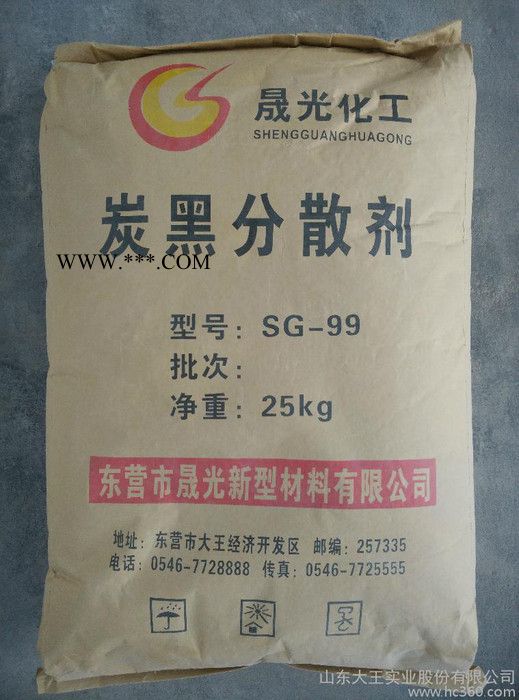 晟光化工
SHENGGUANGHUAGONG
炭黑分散剂
WWW.***.COM
型号：SG-99
批次：
净重：25kg
东营市晟光新型材料有限公司
地址：东营市大王经济开发区 邮编：257335
电话：0546-7728888 传真：0546-7725555
山东大王实业股份有限公司
www.hc360.com